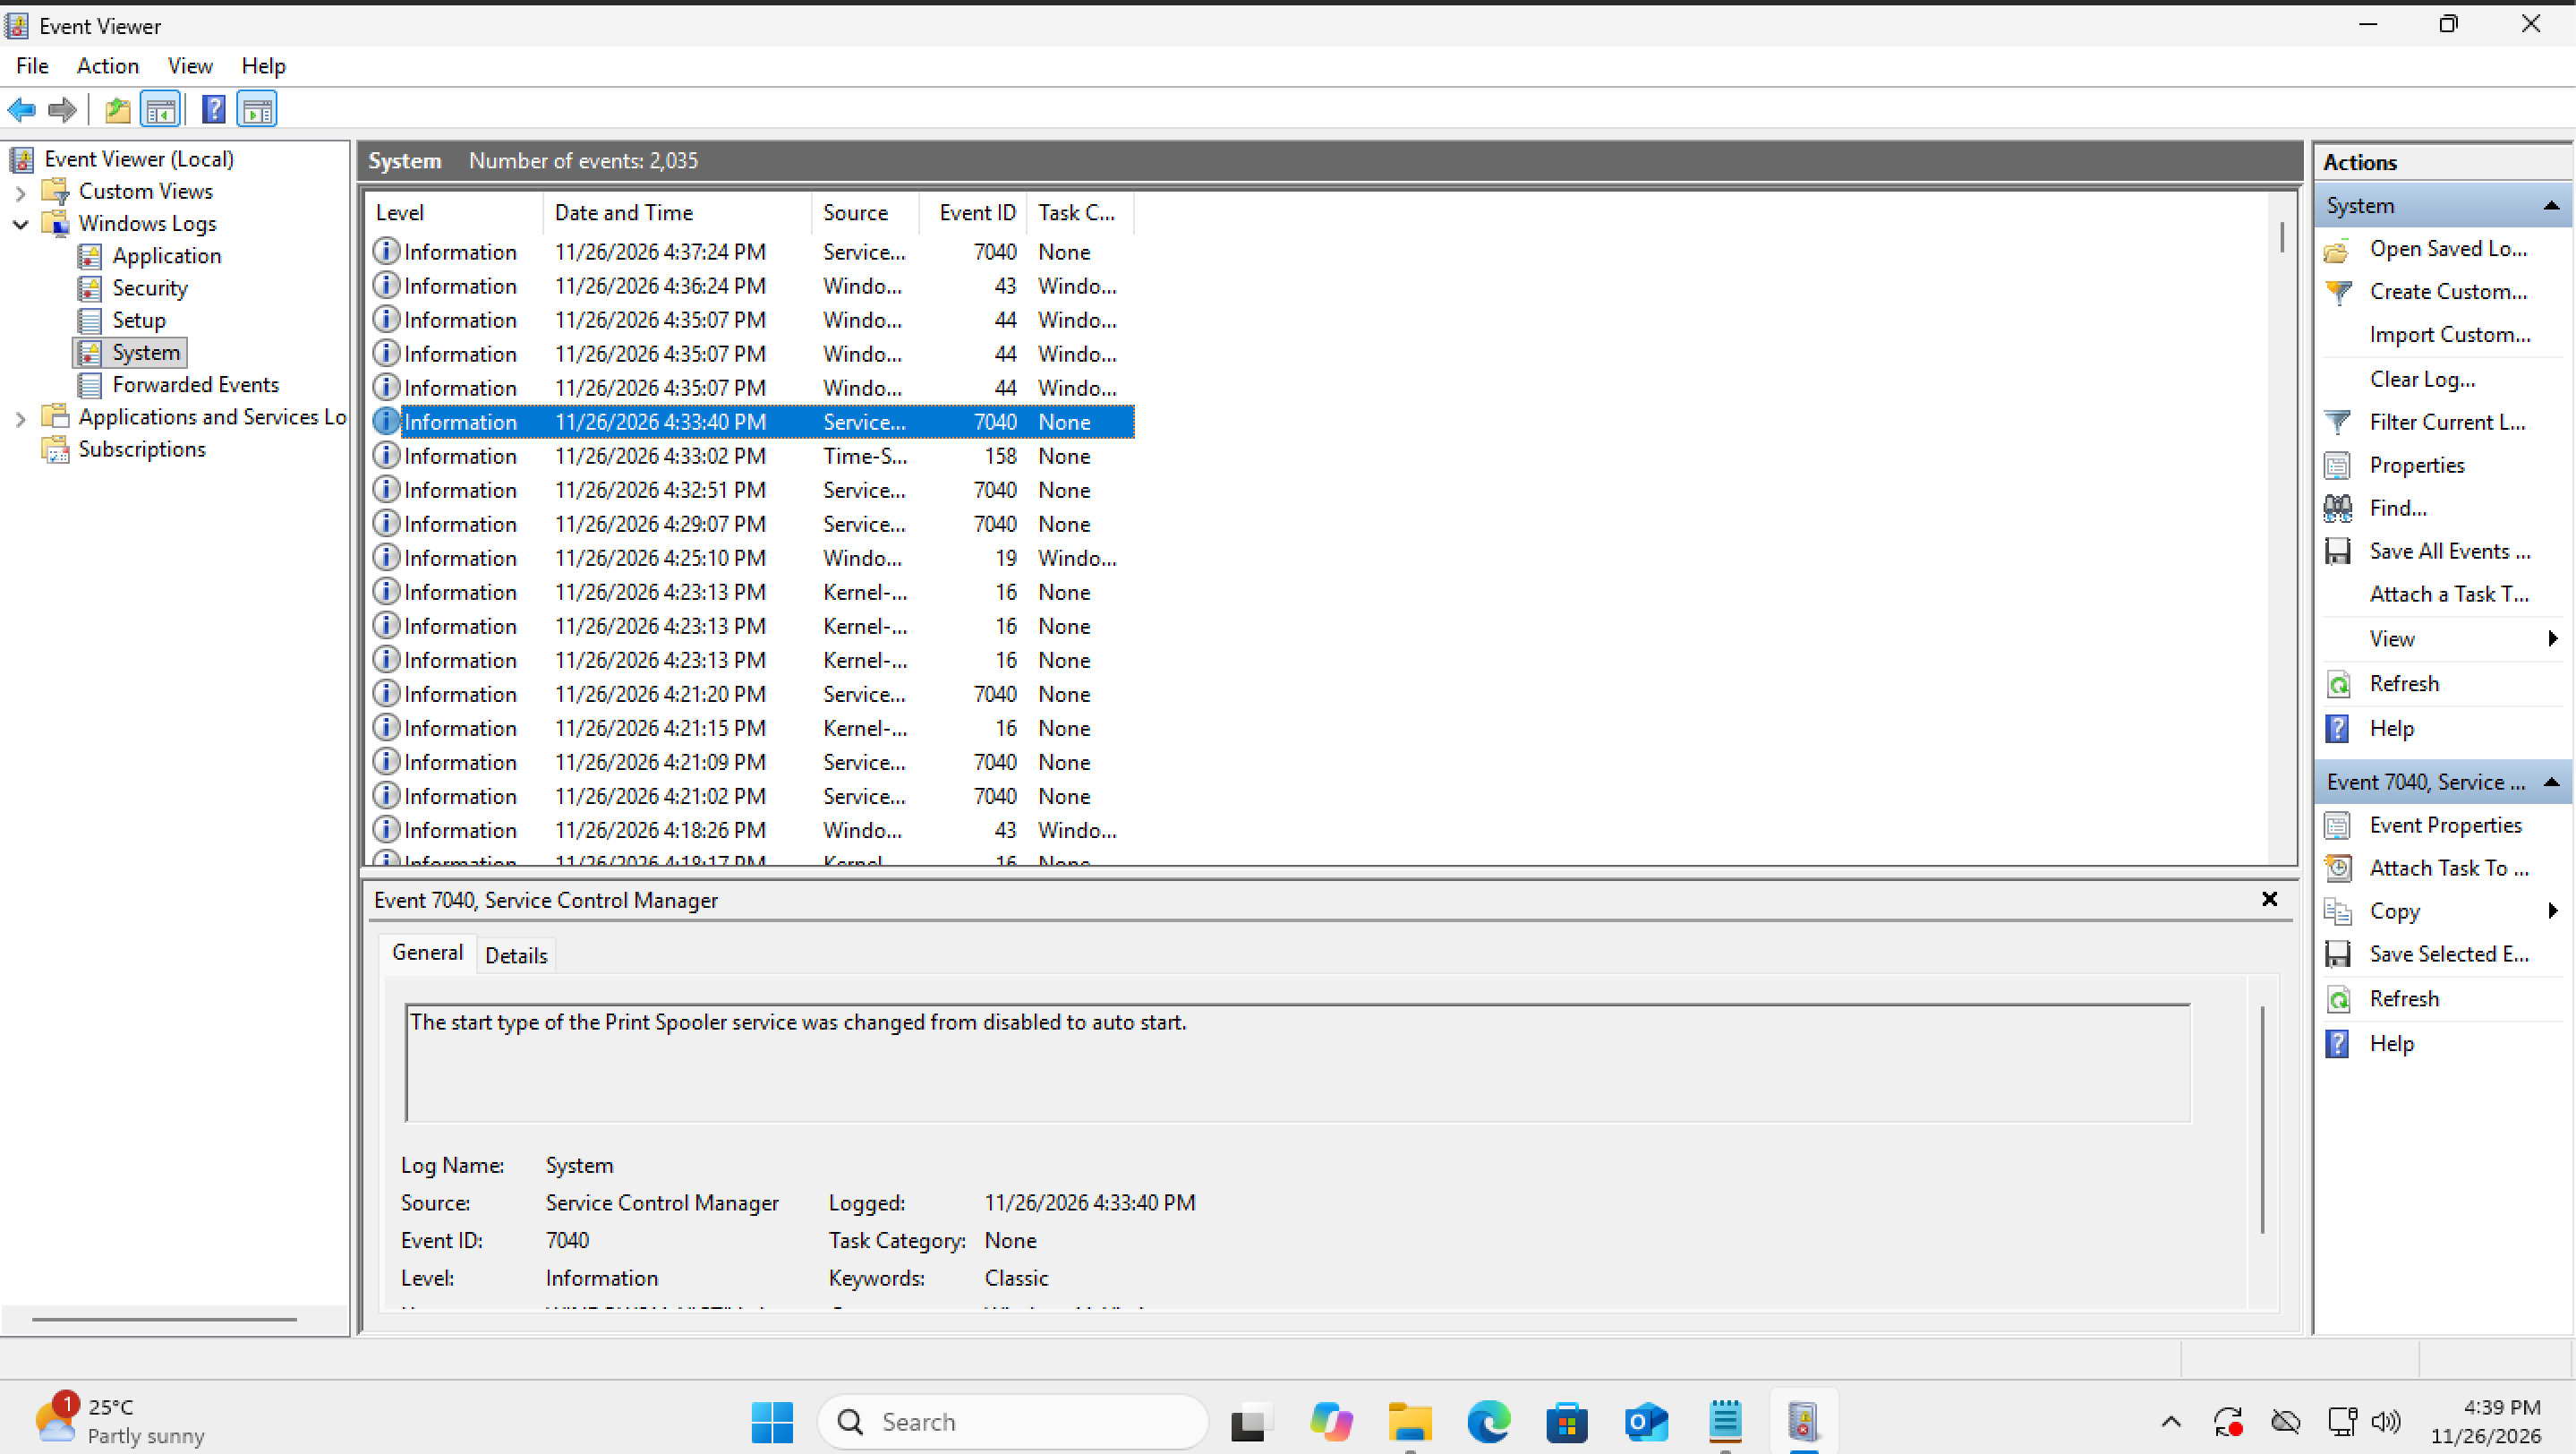 Event Viewer
File Action View Help
Event Viewer (Local)
Custom Views
Windows Logs
Application
Security
Setup
System
Forwarded Events
Applications and Services Lo
Subscriptions
System Number of events: 2,035
Level Date and Time Source Event ID Task C...
Information 11/26/2026 4:37:24 PM Service... 7040 None
Information 11/26/2026 4:36:24 PM Windo... 43 Windo...
Information 11/26/2026 4:35:07 PM Windo... 44 Windo...
Information 11/26/2026 4:35:07 PM Windo... 44 Windo...
Information 11/26/2026 4:35:07 PM Windo... 44 Windo...
Information 11/26/2026 4:33:40 PM Service... 7040 None
Information 11/26/2026 4:33:02 PM Time-S... 158 None
Information 11/26/2026 4:32:51 PM Service... 7040 None
Information 11/26/2026 4:29:07 PM Service... 7040 None
Information 11/26/2026 4:25:10 PM Windo... 19 Windo...
Information 11/26/2026 4:23:13 PM Kernel-... 16 None
Information 11/26/2026 4:23:13 PM Kernel-... 16 None
Information 11/26/2026 4:23:13 PM Kernel-... 16 None
Information 11/26/2026 4:21:20 PM Service... 7040 None
Information 11/26/2026 4:21:15 PM Kernel-... 16 None
Information 11/26/2026 4:21:09 PM Service... 7040 None
Information 11/26/2026 4:21:02 PM Service... 7040 None
Information 11/26/2026 4:18:26 PM Windo... 43 Windo...
Information 11/26/2026 4:18:17 PM Kernel 16 None
Event 7040, Service Control Manager
General Details
The start type of the Print Spooler service was changed from disabled to auto start.
Log Name: System
Source: Service Control Manager Logged: 11/26/2026 4:33:40 PM
Event ID: 7040 Task Category: None
Level: Information Keywords: Classic
Actions
System
Open Saved Lo...
Create Custom...
Import Custom...
Clear Log...
Filter Current L...
Properties
Find...
Save All Events ...
Attach a Task T...
View
Refresh
Help
Event 7040, Service ...
Event Properties
Attach Task To ...
Copy
Save Selected E...
Refresh
Help
1
25°C
Partly sunny
Search
4:39 PM
11/26/2026